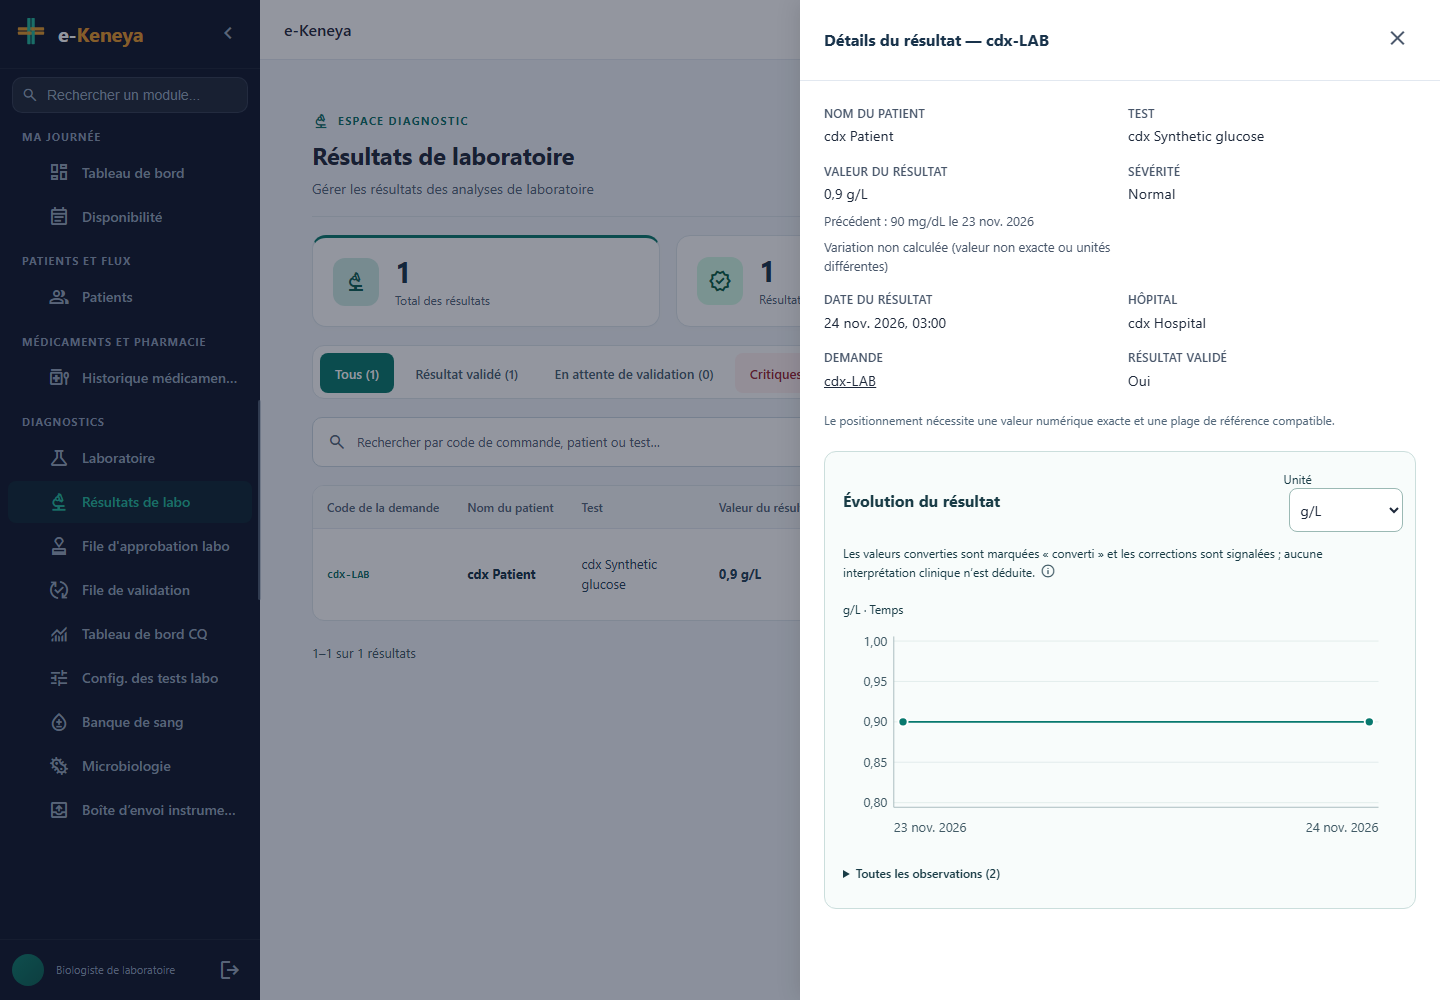 e-Keneya
Rechercher un module...
MA JOURNÉE
Tableau de bord
Disponibilité
PATIENTS ET FLUX
Patients
MÉDICAMENTS ET PHARMACIE
Historique médicamen...
DIAGNOSTICS
Laboratoire
Résultats de labo
File d'approbation labo
File de validation
Tableau de bord CQ
Config. des tests labo
Banque de sang
Microbiologie
Boîte d'envoi instrume...
Biologiste de laboratoire
e-Keneya
ESPACE DIAGNOSTIC
Résultats de laboratoire
Gérer les résultats des analyses de laboratoire
1
Total des résultats
1
Résultat
Tous (1)
Résultat validé (1)
En attente de validation (0)
Critiques
Rechercher par code de commande, patient ou test...
Code de la demande
Nom du patient
Test
Valeur du résul
cdx-LAB
cdx Patient
cdx Synthetic
glucose
0,9 g/L
1–1 sur 1 résultats
Détails du résultat — cdx-LAB
NOM DU PATIENT
cdx Patient
TEST
cdx Synthetic glucose
VALEUR DU RÉSULTAT
0,9 g/L
Précédent : 90 mg/dL le 23 nov. 2026
Variation non calculée (valeur non exacte ou unités
différentes)
SÉVÉRITÉ
Normal
DATE DU RÉSULTAT
24 nov. 2026, 03:00
HÔPITAL
cdx Hospital
DEMANDE
cdx-LAB
RÉSULTAT VALIDÉ
Oui
Le positionnement nécessite une valeur numérique exacte et une plage de référence compatible.
Évolution du résultat
Unité
g/L
Les valeurs converties sont marquées « converti » et les corrections sont signalées ; aucune
interprétation clinique n’est déduite.
g/L · Temps
1,00
0,95
0,90
0,85
0,80
23 nov. 2026
24 nov. 2026
Toutes les observations (2)